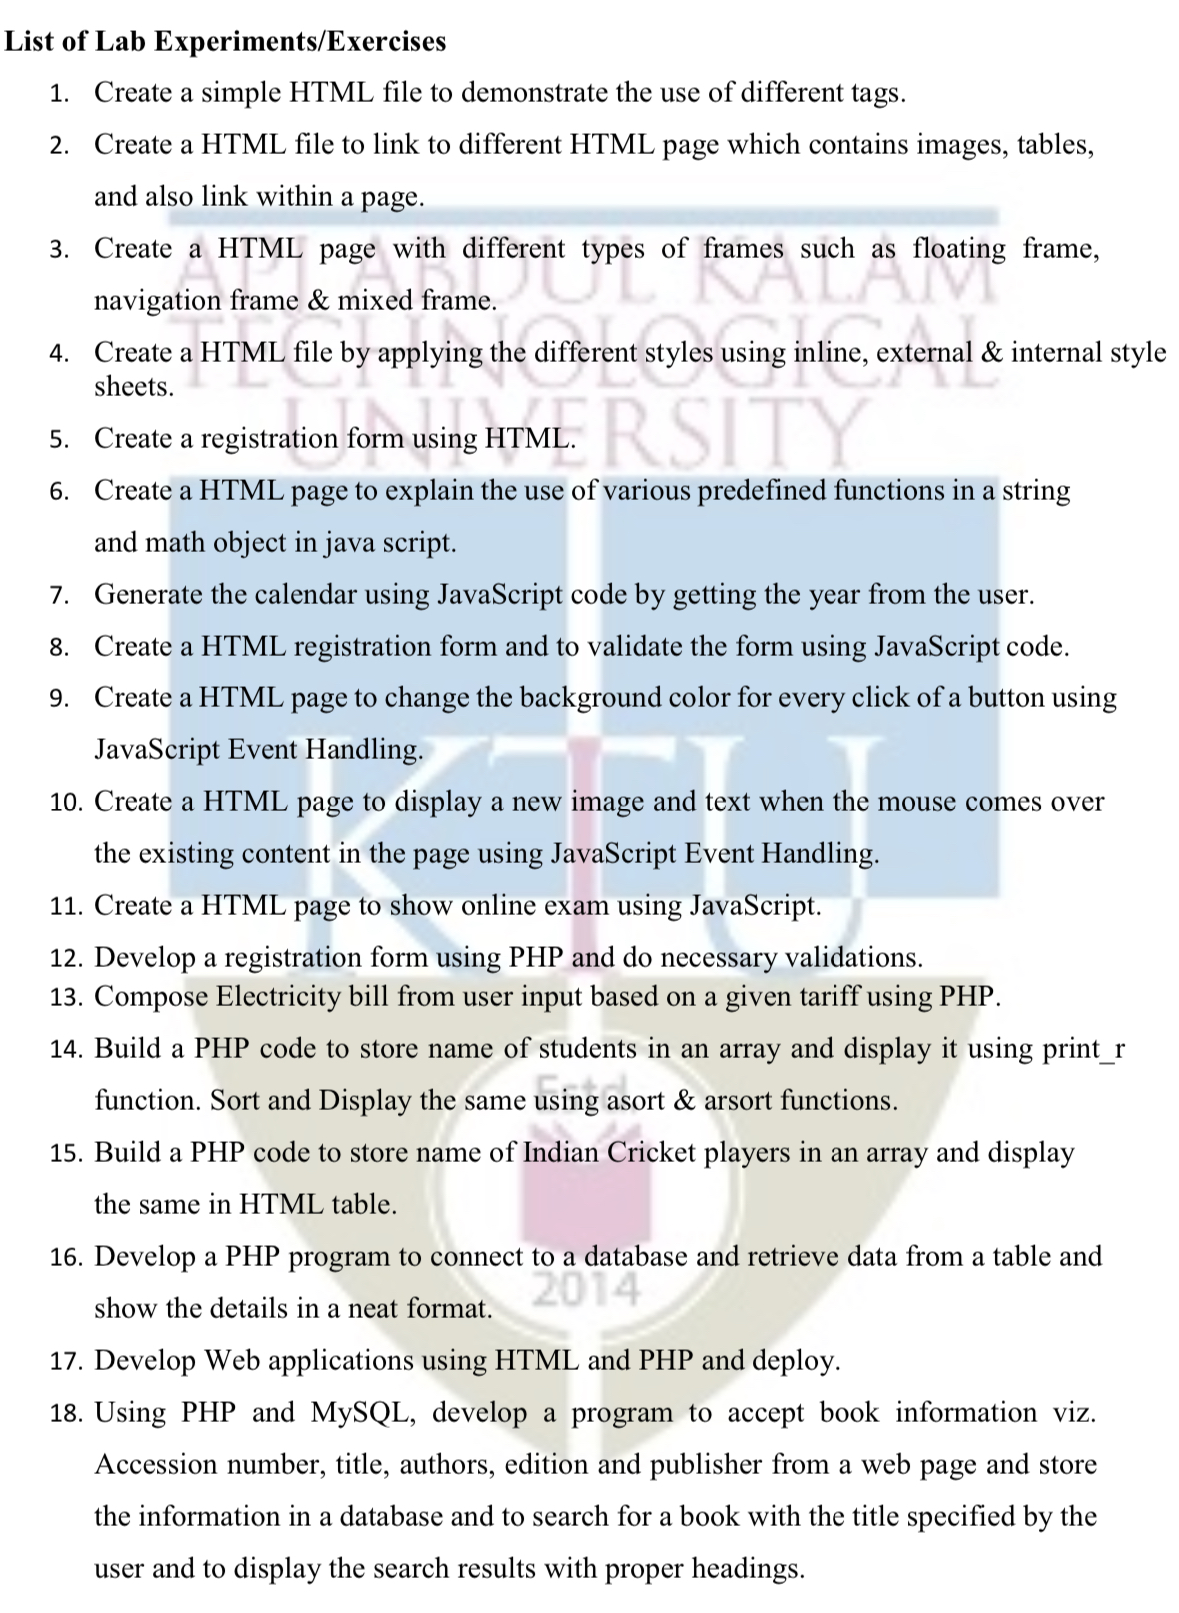 List of Lab Experiments/Exercises
1. Create a simple HTML file to demonstrate the use of different tags.
2. Create a HTML file to link to different HTML page which contains images, tables,
and also link within a page.
3. Create a HTML page with different types of frames such as floating frame,
navigation frame & mixed frame.
4. Create a HTML file by applying the different styles using inline, external & internal style
sheets.
5. Create a registration form using HTML.
6. Create a HTML page to explain the use of various predefined functions in a string
and math object in java script.
7. Generate the calendar using JavaScript code by getting the year from the user.
8. Create a HTML registration form and to validate the form using JavaScript code.
9. Create a HTML page to change the background color for every click of a button using
JavaScript Event Handling.
10. Create a HTML page to display a new image and text when the mouse comes over
the existing content in the page using JavaScript Event Handling.
11. Create a HTML page to show online exam using JavaScript.
12. Develop a registration form using PHP and do necessary validations.
13. Compose Electricity bill from user input based on a given tariff using PHP.
14. Build a PHP code to store name of students in an array and display it using print_r
function. Sort and Display the same using asort & arsort functions.
15. Build a PHP code to store name of Indian Cricket players in an array and display
the same in HTML table.
16. Develop a PHP program to connect to a database and retrieve data from a table and
show the details in a neat format.
17. Develop Web applications using HTML and PHP and deploy.
18. Using PHP and MySQL, develop a program to accept book information viz.
Accession number, title, authors, edition and publisher from a web page and store
the information in a database and to search for a book with the title specified by the
user and to display the search results with proper headings.
API ABDUL KALAM
TECHNOLOGICAL
UNIVERSITY
KTU
Estd.
2014